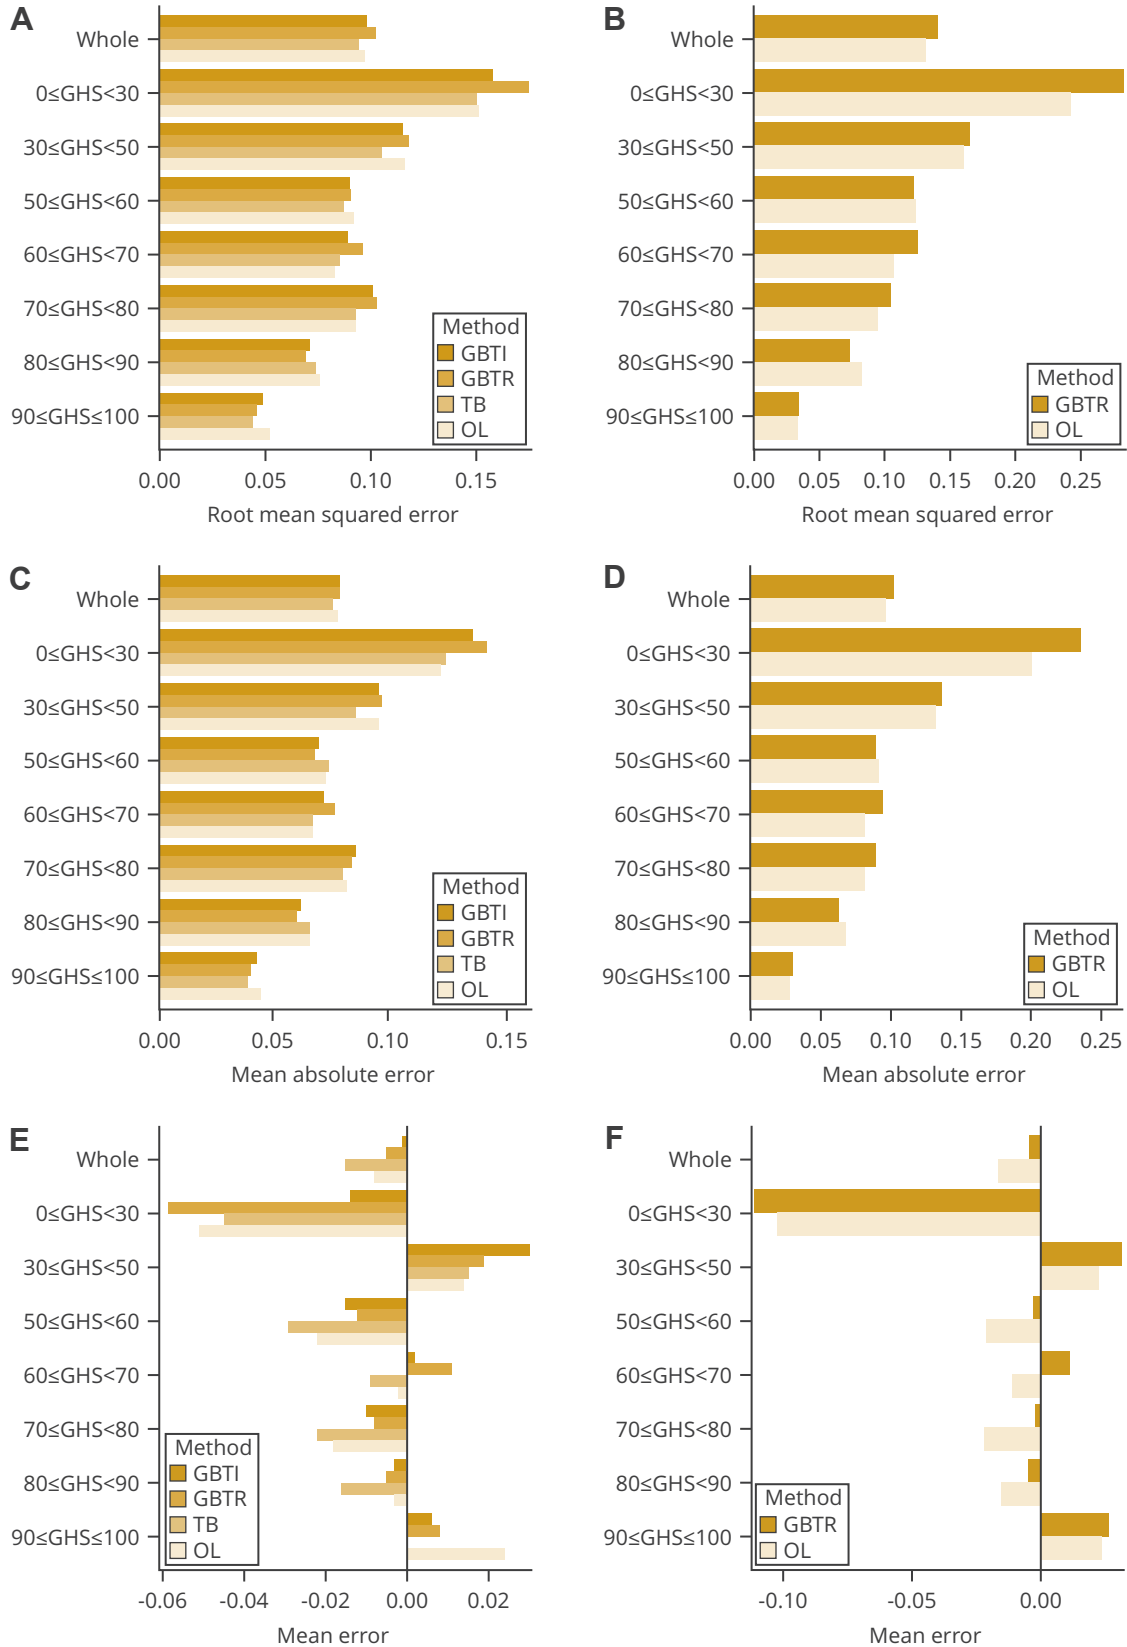 A
Whole
0≤GHS<30
30≤GHS<50
50≤GHS<60
60≤GHS<70
70≤GHS<80
80≤GHS<90
90≤GHS≤100
Method
GBTI
GBTR
TB
OL
0.00 0.05 0.10 0.15
Root mean squared error
B
Whole
0≤GHS<30
30≤GHS<50
50≤GHS<60
60≤GHS<70
70≤GHS<80
80≤GHS<90
90≤GHS≤100
Method
GBTR
OL
0.00 0.05 0.10 0.15 0.20 0.25
Root mean squared error
C
Whole
0≤GHS<30
30≤GHS<50
50≤GHS<60
60≤GHS<70
70≤GHS<80
80≤GHS<90
90≤GHS≤100
Method
GBTI
GBTR
TB
OL
0.00 0.05 0.10 0.15
Mean absolute error
D
Whole
0≤GHS<30
30≤GHS<50
50≤GHS<60
60≤GHS<70
70≤GHS<80
80≤GHS<90
90≤GHS≤100
Method
GBTR
OL
0.00 0.05 0.10 0.15 0.20 0.25
Mean absolute error
E
Whole
0≤GHS<30
30≤GHS<50
50≤GHS<60
60≤GHS<70
70≤GHS<80
80≤GHS<90
90≤GHS≤100
Method
GBTI
GBTR
TB
OL
-0.06 -0.04 -0.02 0.00 0.02
Mean error
F
Whole
0≤GHS<30
30≤GHS<50
50≤GHS<60
60≤GHS<70
70≤GHS<80
80≤GHS<90
90≤GHS≤100
Method
GBTR
OL
-0.10 -0.05 0.00
Mean error